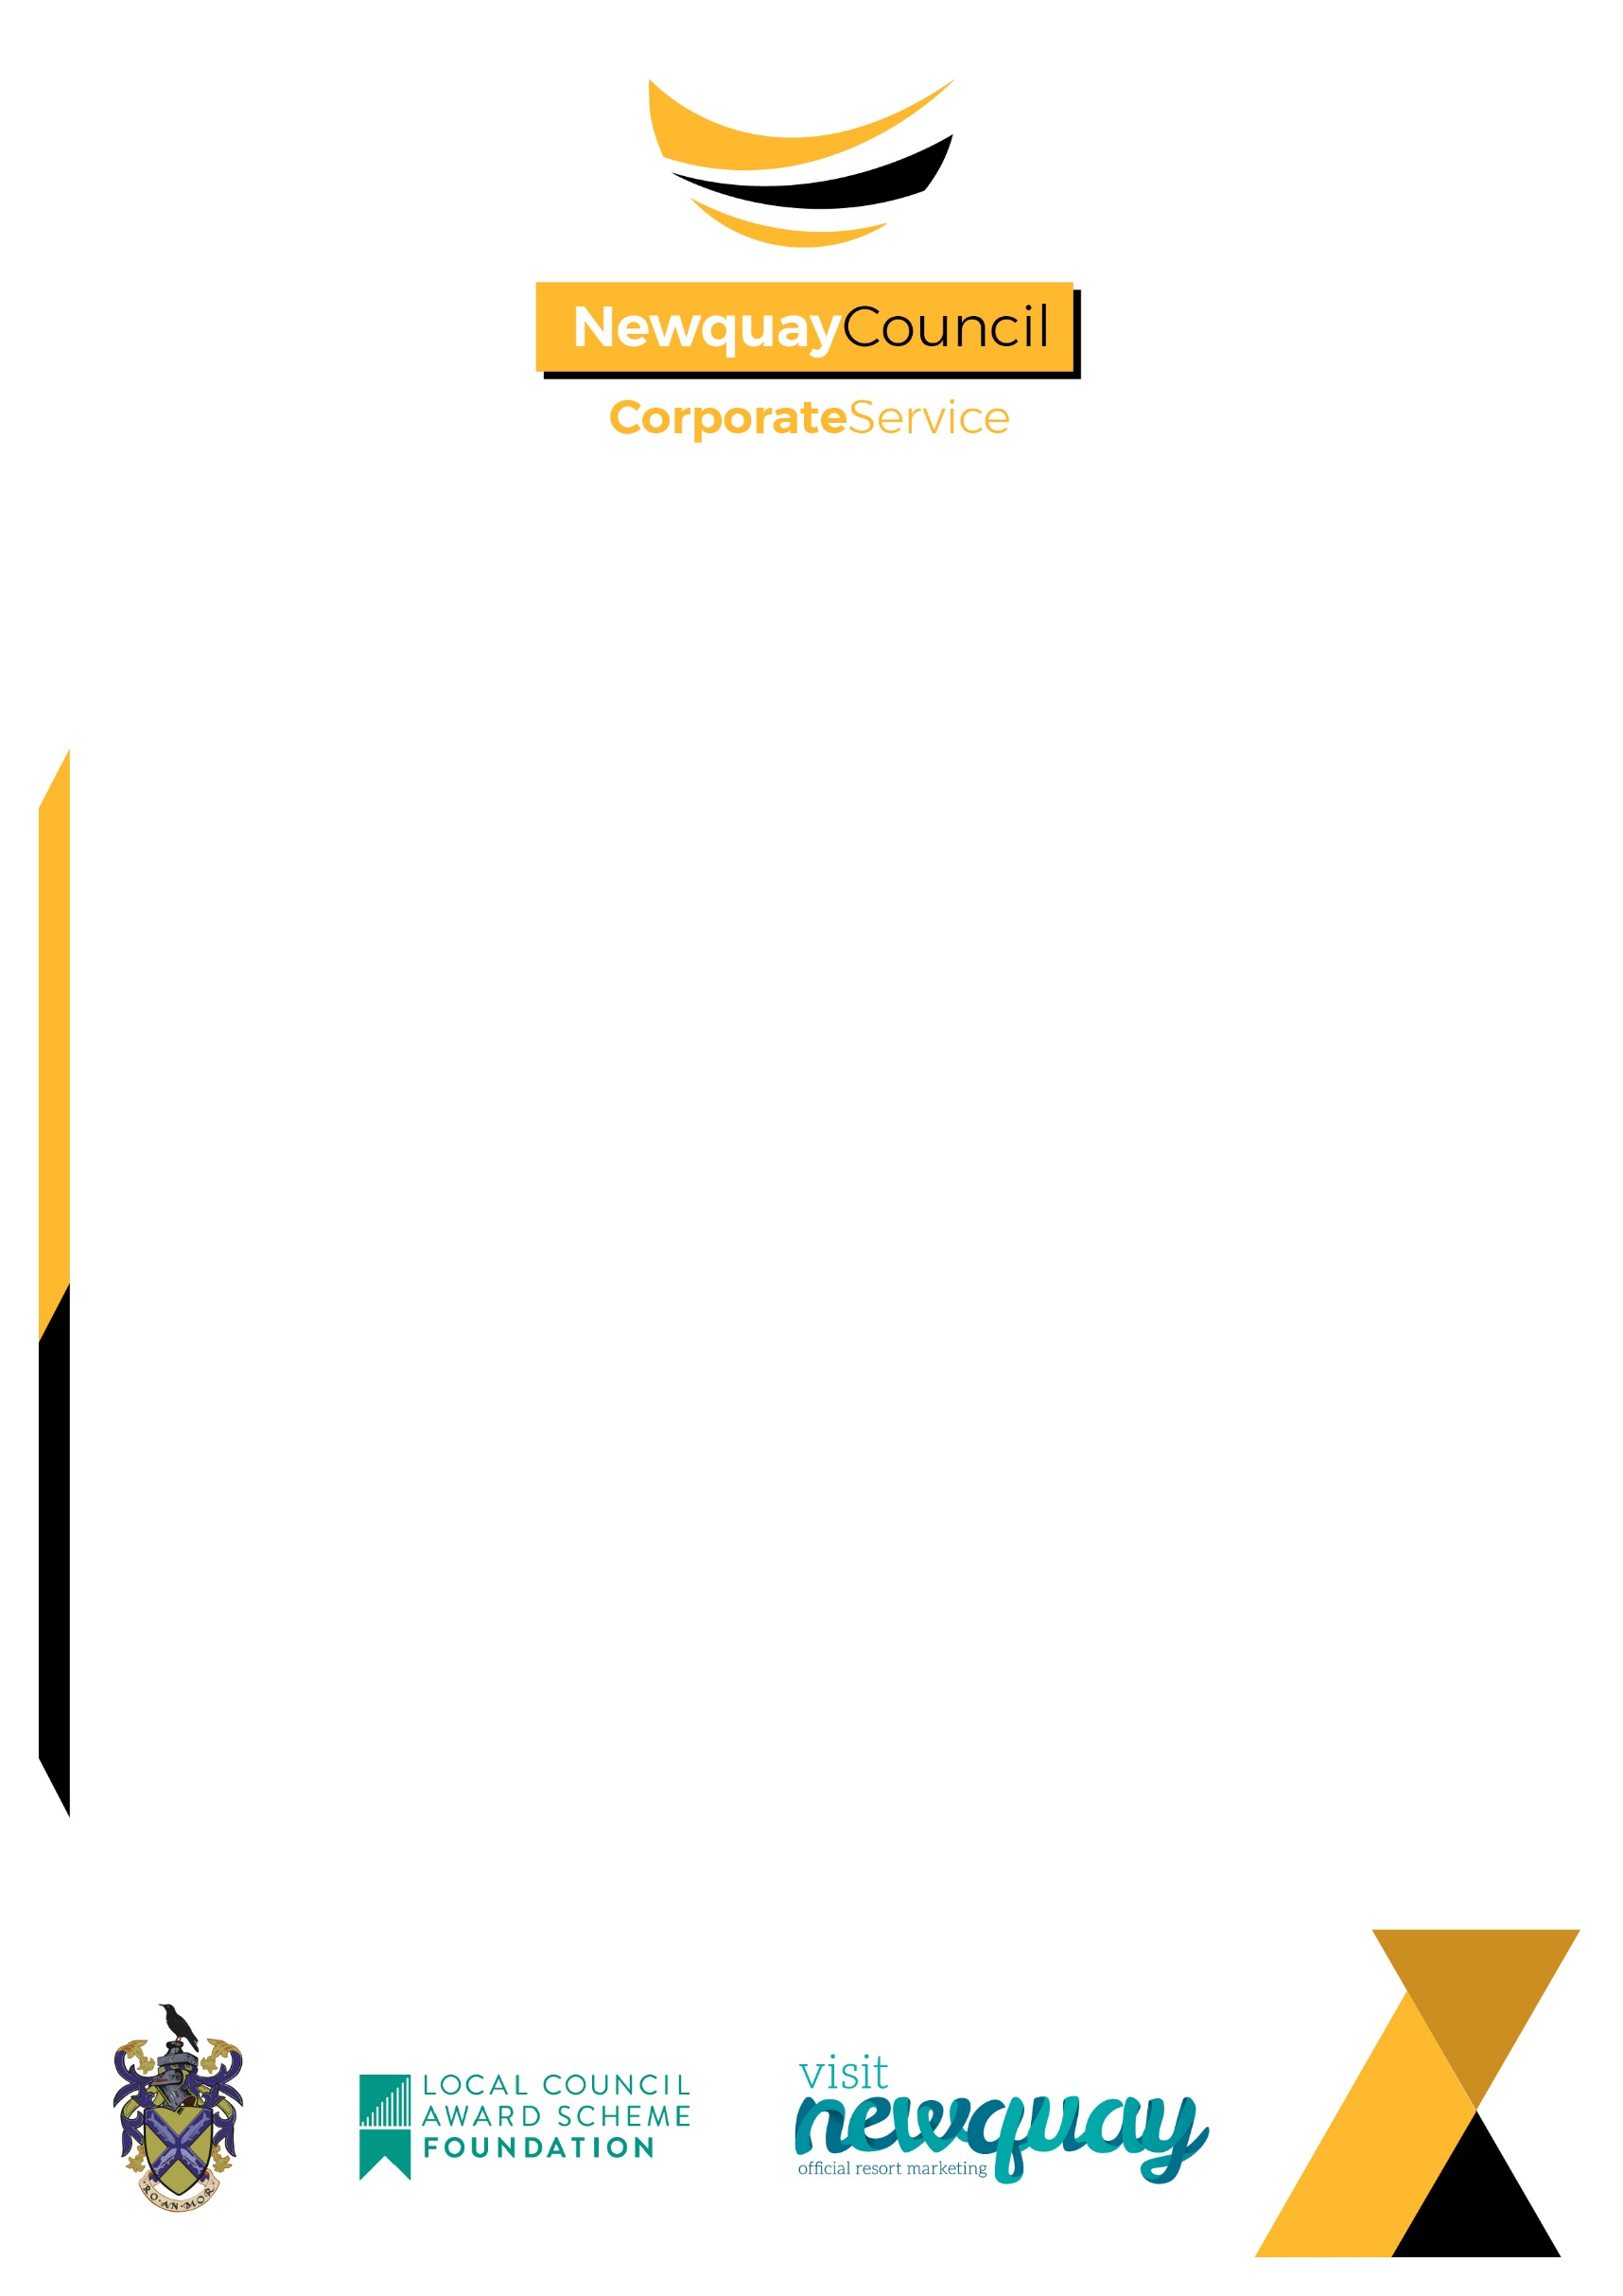 NewquayCouncil
CorporateService
RO·AN·MOR
LOCAL COUNCIL
AWARD SCHEME
FOUNDATION
visit
newquay
official resort marketing